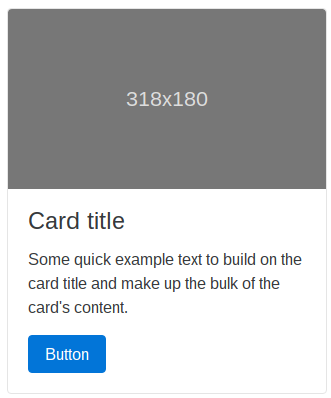 318x180
Card title
Some quick example text to build on the
card title and make up the bulk of the
card's content.
Button